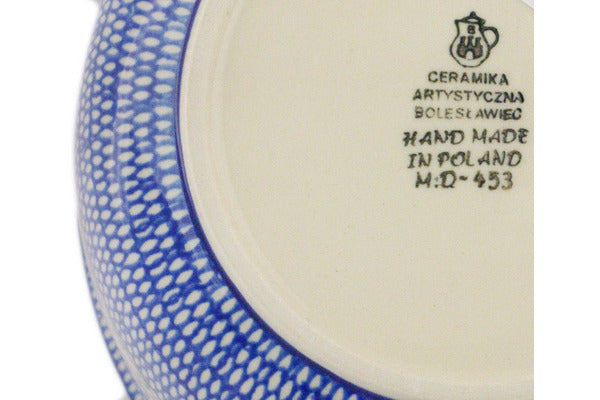 B
CERAMIKA
ARTYSTYCZNA
BOLESŁAWIEC
HAND MADE
IN POLAND
M:D-453